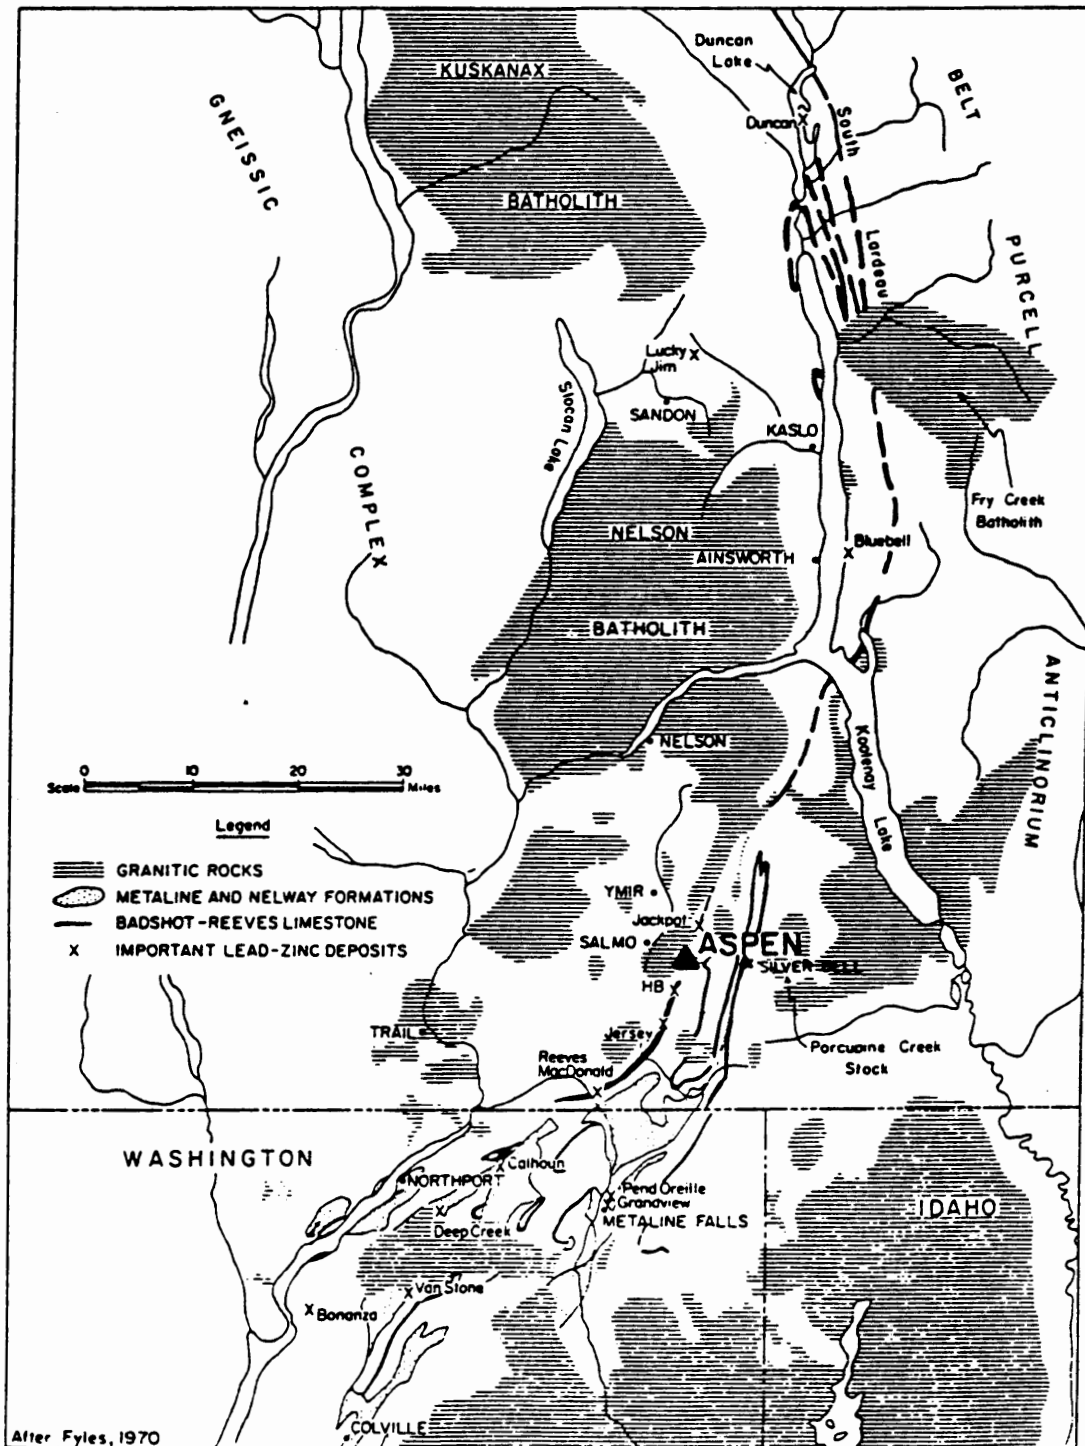 KUSKANAX
BATHOLITH
GNEISSIC
COMPLEX
Duncan
Lake
Duncan
South
Lardeau
BELT
PURCELL
ANTICLINORIUM
Lucky
Jim
SANDON
Slocan Lake
KASLO
Fry Creek
Batholith
NELSON
BATHOLITH
AINSWORTH
Bluebell
NELSON
Kootenay
Lake
0 10 20 30
Scale Miles
Legend
GRANITIC ROCKS
METALINE AND NELWAY FORMATIONS
BADSHOT-REEVES LIMESTONE
X IMPORTANT LEAD-ZINC DEPOSITS
YMIR
Jackpot
SALMO
ASPEN
SILVER BELL
HB
Jersey
TRAIL
Reeves
MacDonald
Porcupine Creek
Stock
WASHINGTON
IDAHO
Calhoun
NORTHPORT
Deep Creek
Pend Oreille
Grandview
METALINE FALLS
Van Stone
Bonanza
COLVILLE
After Fyles, 1970